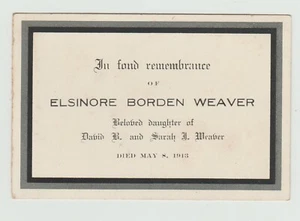 In fond remembrance
OF
ELSINORE BORDEN WEAVER
Beloved daughter of
David B. and Sarah J. Weaver
DIED MAY 8, 1913